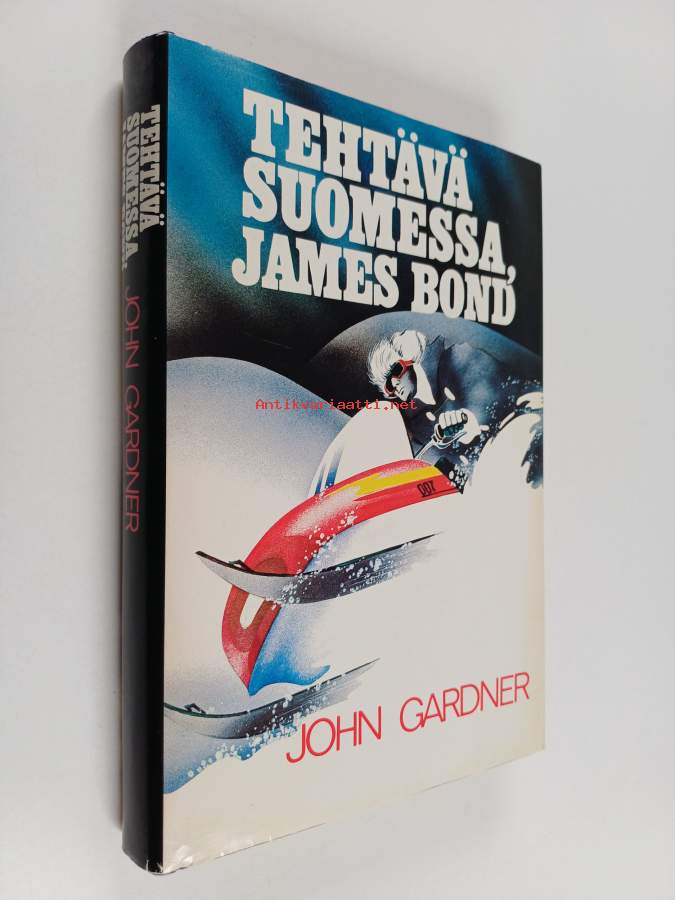 TEHTÄVÄ
SUOMESSA,
JAMES BOND
007
JOHN GARDNER
TEHTÄVÄ
SUOMESSA,
JOHN GARDNER
Antikvariaatti.net